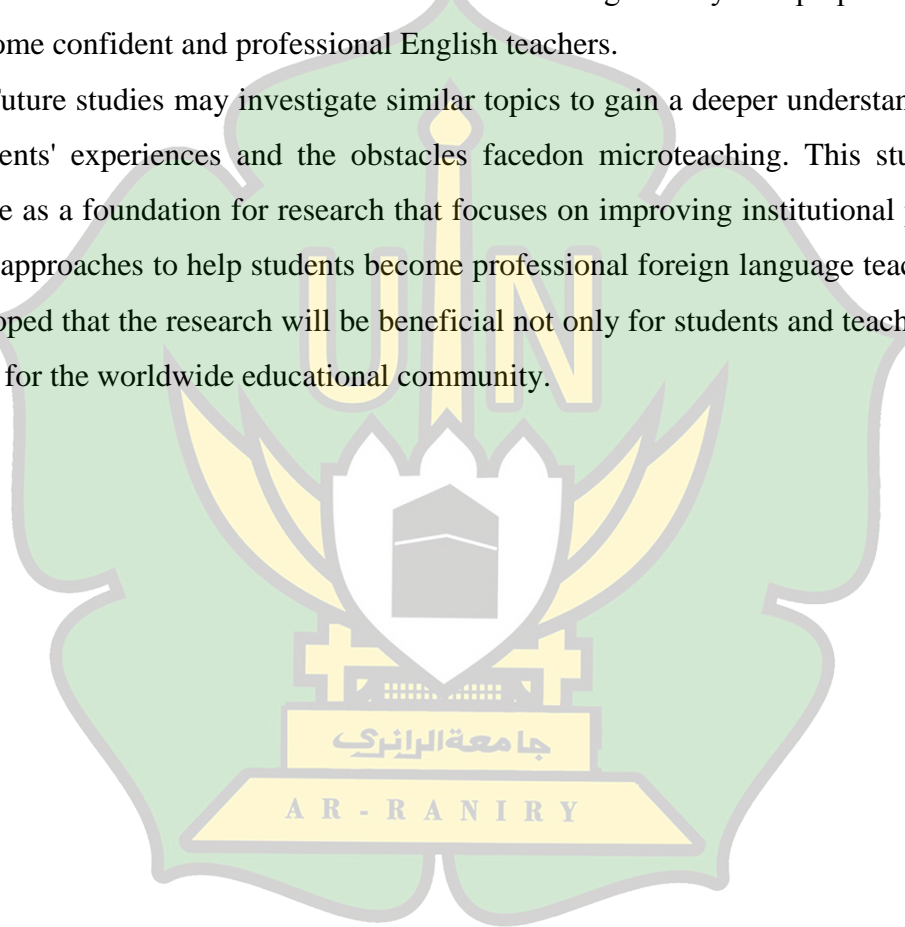 ome confident and professional English teachers.
Future studies may investigate similar topics to gain a deeper understan
ents' experiences and the obstacles facedon microteaching. This stu
e as a foundation for research that focuses on improving institutional
approaches to help students become professional foreign language teac
oped that the research will be beneficial not only for students and teach
for the worldwide educational community.
UIN
جامعةالرانري
AR-RANIRY